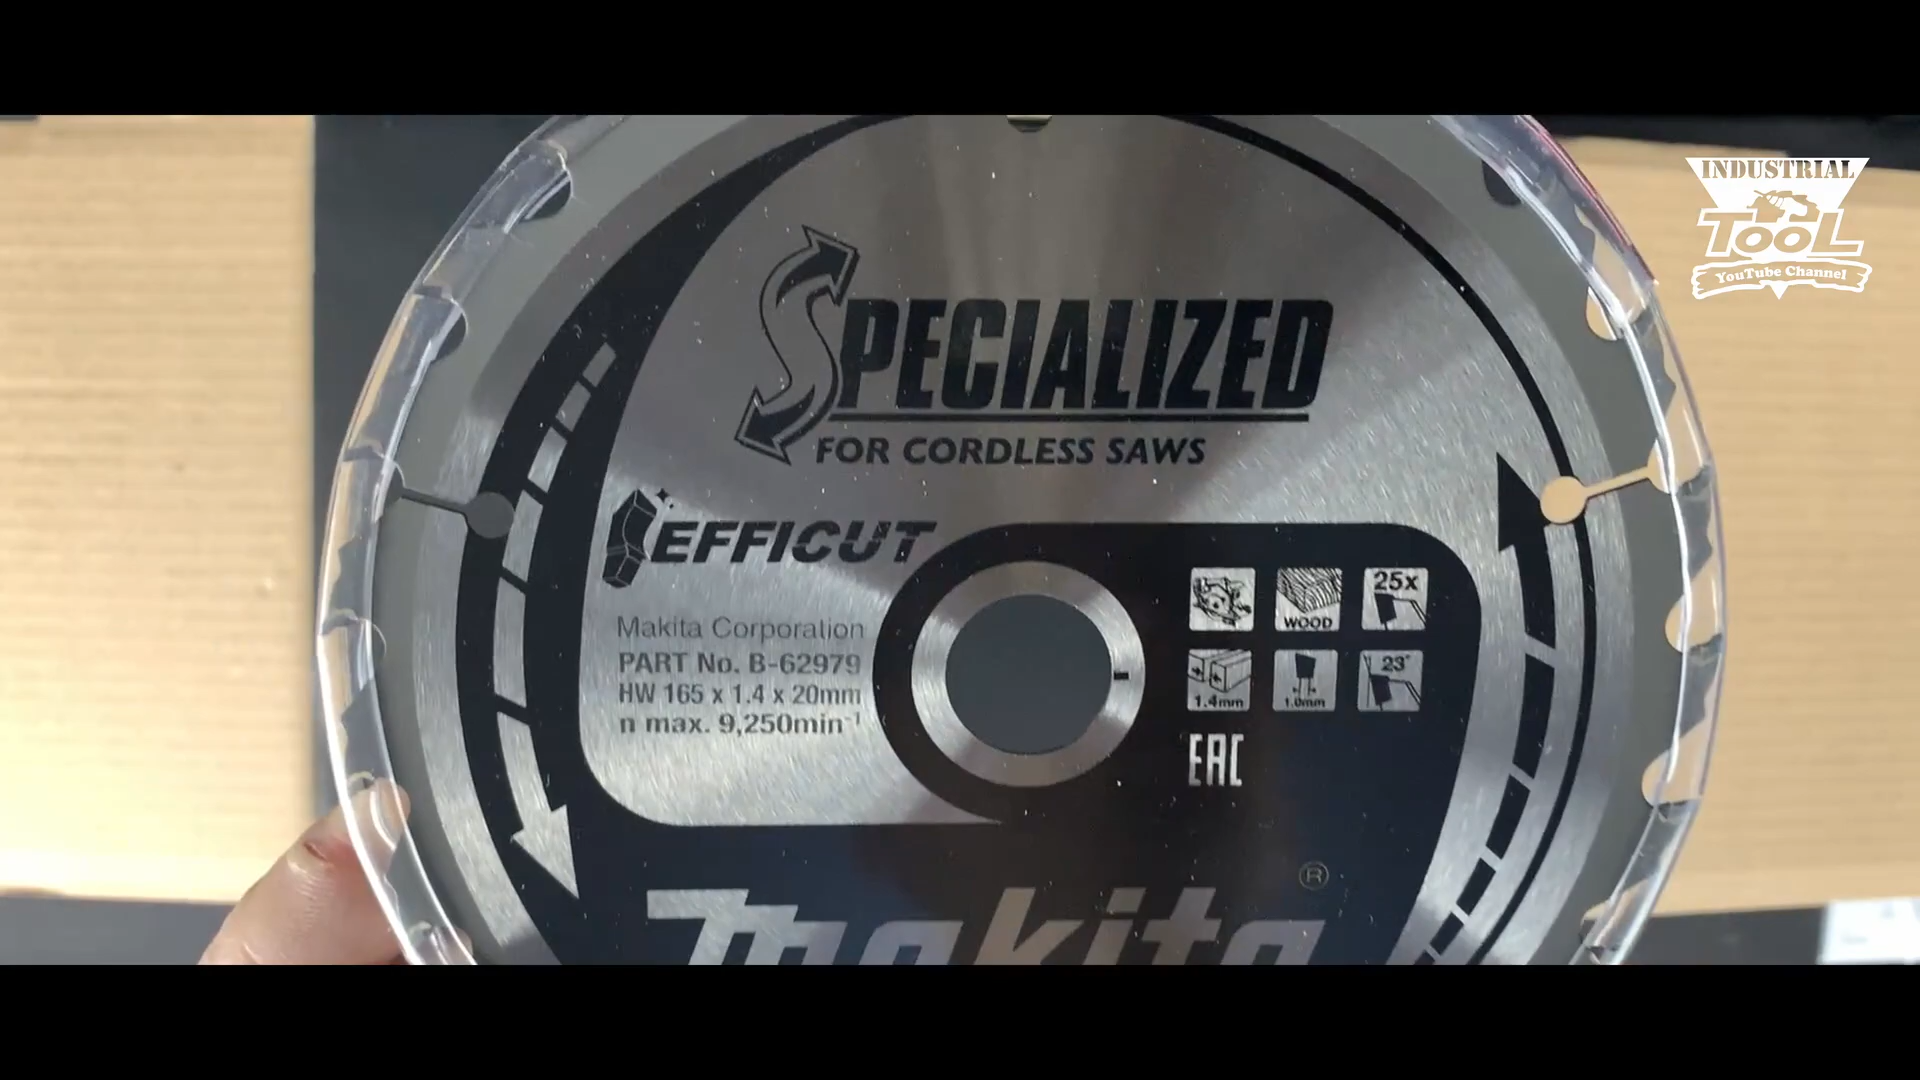 INDUSTRIAL
TOOL
YouTube Channel
SPECIALIZED
FOR CORDLESS SAWS
EFFICUT
Makita Corporation
PART No. B-62979
HW 165 x 1.4 x 20mm
n max. 9,250min⁻¹
WOOD
25x
1.4mm
1.0mm
23°
EAC
makita ®